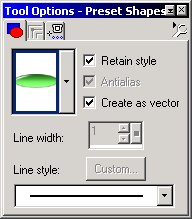 Tool Options - Preset Shapes
Retain style
Antialias
Create as vector
Line width:
1
Line style:
Custom...